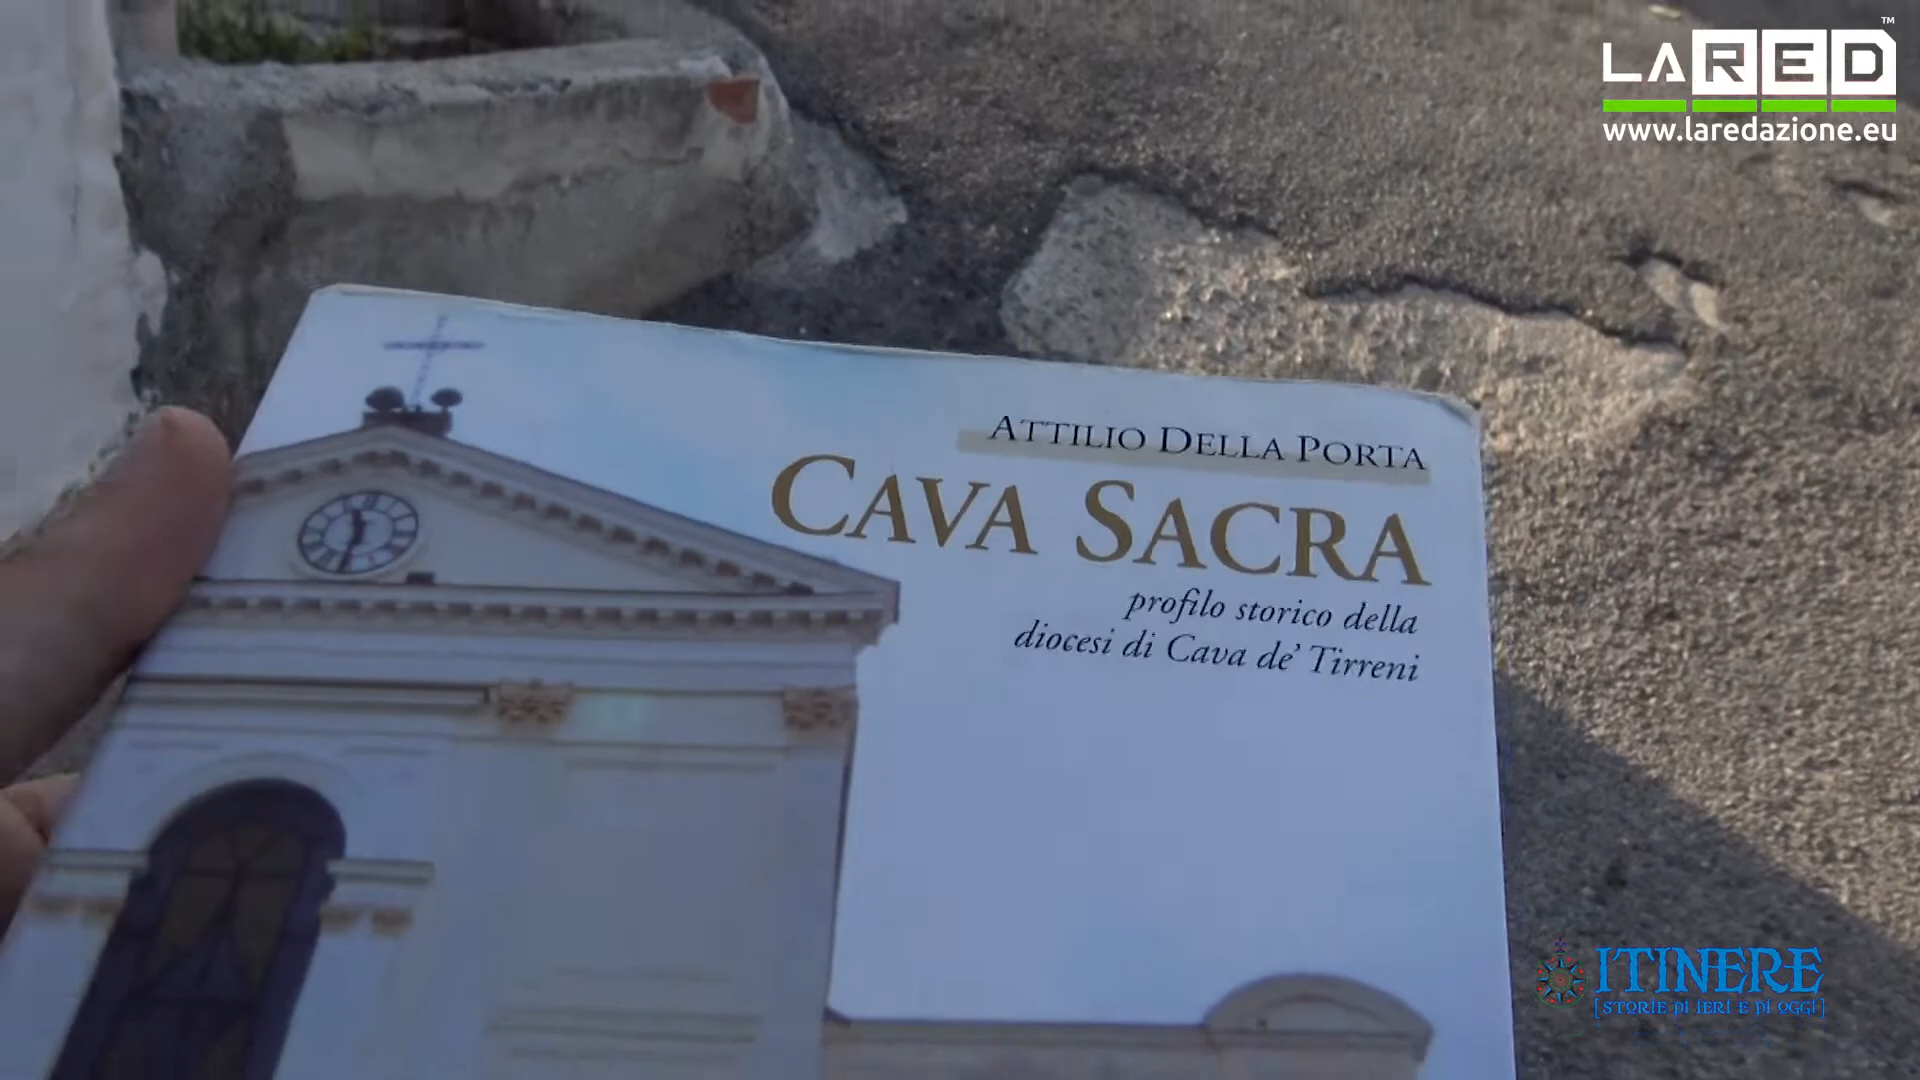 LARED™
www.laredazione.eu
ATTILIO DELLA PORTA
CAVA SACRA
profilo storico della
diocesi di Cava de' Tirreni
ITINERE
[STORIE DI IERI E DI OGGI]